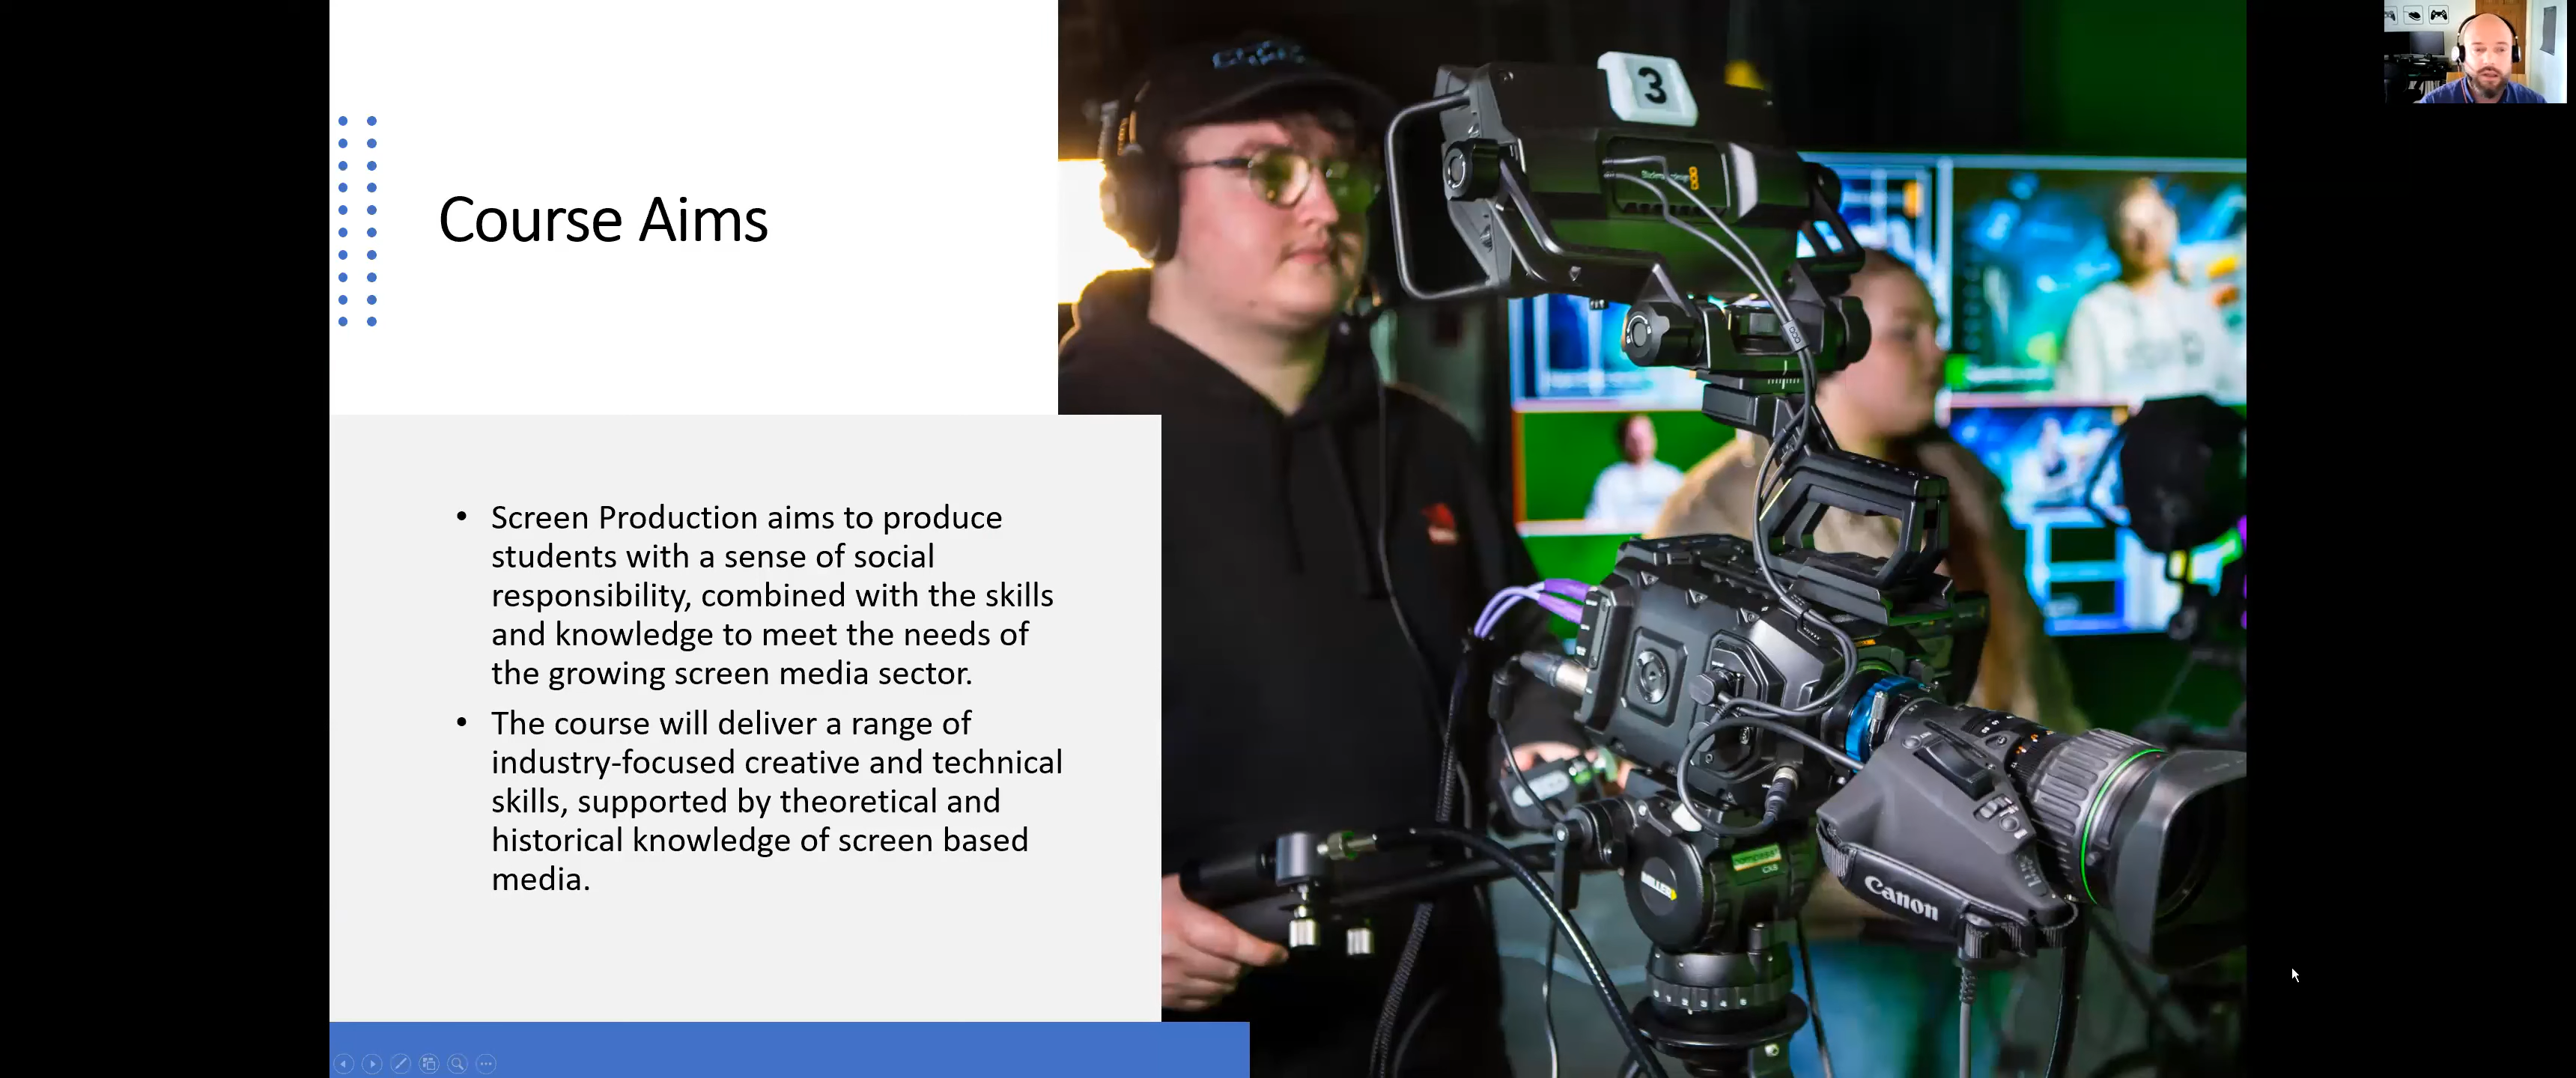 Course Aims
• Screen Production aims to produce
students with a sense of social
responsibility, combined with the skills
and knowledge to meet the needs of
the growing screen media sector.
• The course will deliver a range of
industry-focused creative and technical
skills, supported by theoretical and
historical knowledge of screen based
media.
3
MILLER
Canon